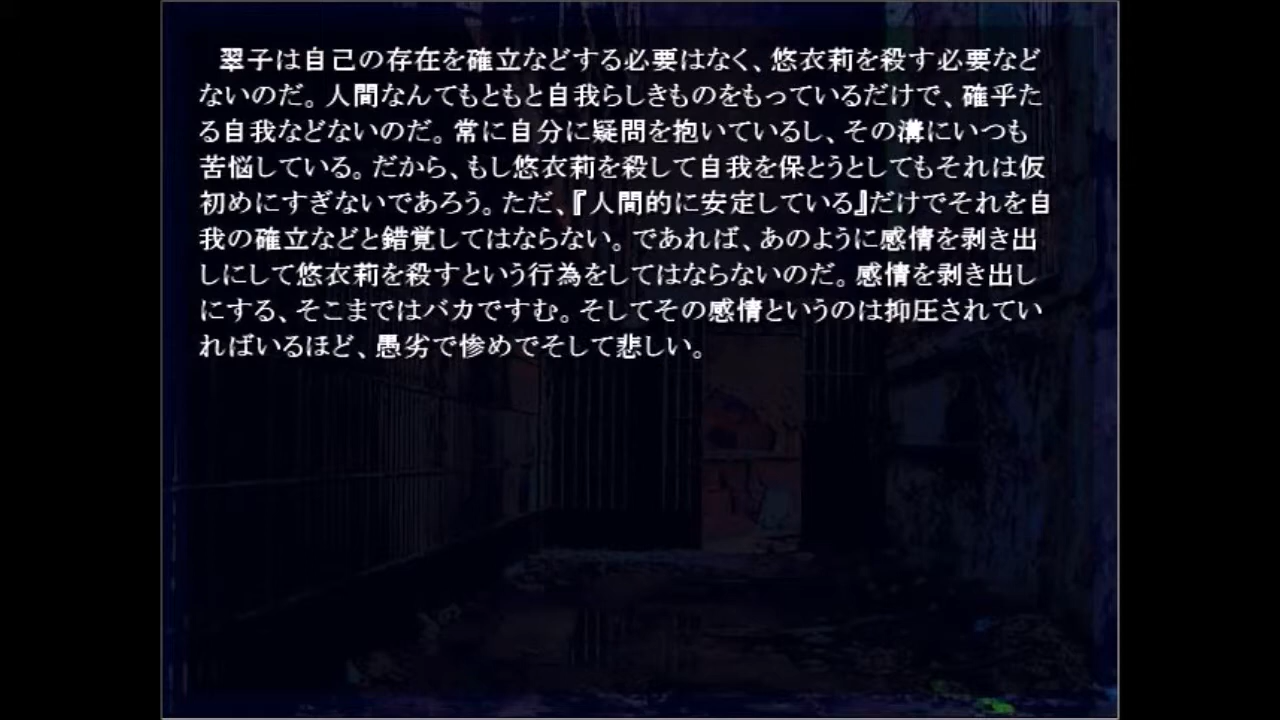 翠子は自己の存在を確立などする必要はなく、悠衣莉を殺す必要など
ないのだ。人間なんてもともと自我らしきものをもっているだけで、確乎た
る自我などないのだ。常に自分に疑問を抱いているし、その溝にいつも
苦悩している。だから、もし悠衣莉を殺して自我を保とうとしてもそれは仮
初めにすぎないであろう。ただ、『人間的に安定している』だけでそれを自
我の確立などと錯覚してはならない。であれば、あのように感情を剥き出
しにして悠衣莉を殺すという行為をしてはならないのだ。感情を剥き出し
にする、そこまではバカですむ。そしてその感情というのは抑圧されてい
ればいるほど、愚劣で惨めでそして悲しい。